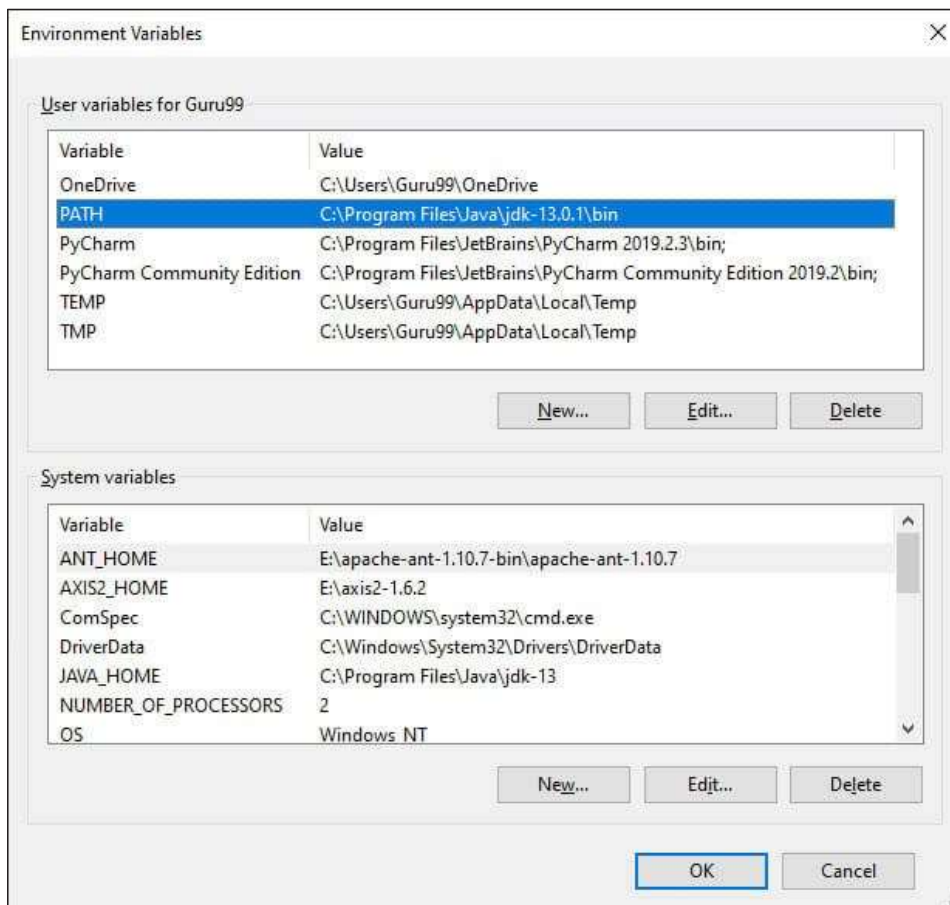 Environment Variables
User variables for Guru99
Variable Value
OneDrive C:\Users\Guru99\OneDrive
PATH C:\Program Files\Java\jdk-13.0.1\bin
PyCharm C:\Program Files\JetBrains\PyCharm 2019.2.3\bin;
PyCharm Community Edition C:\Program Files\JetBrains\PyCharm Community Edition 2019.2\bin;
TEMP C:\Users\Guru99\AppData\Local\Temp
TMP C:\Users\Guru99\AppData\Local\Temp
New... Edit... Delete
System variables
Variable Value
ANT_HOME E:\apache-ant-1.10.7-bin\apache-ant-1.10.7
AXIS2_HOME E:\axis2-1.6.2
ComSpec C:\WINDOWS\system32\cmd.exe
DriverData C:\Windows\System32\Drivers\DriverData
JAVA_HOME C:\Program Files\Java\jdk-13
NUMBER_OF_PROCESSORS 2
OS Windows_NT
New... Edit... Delete
OK Cancel